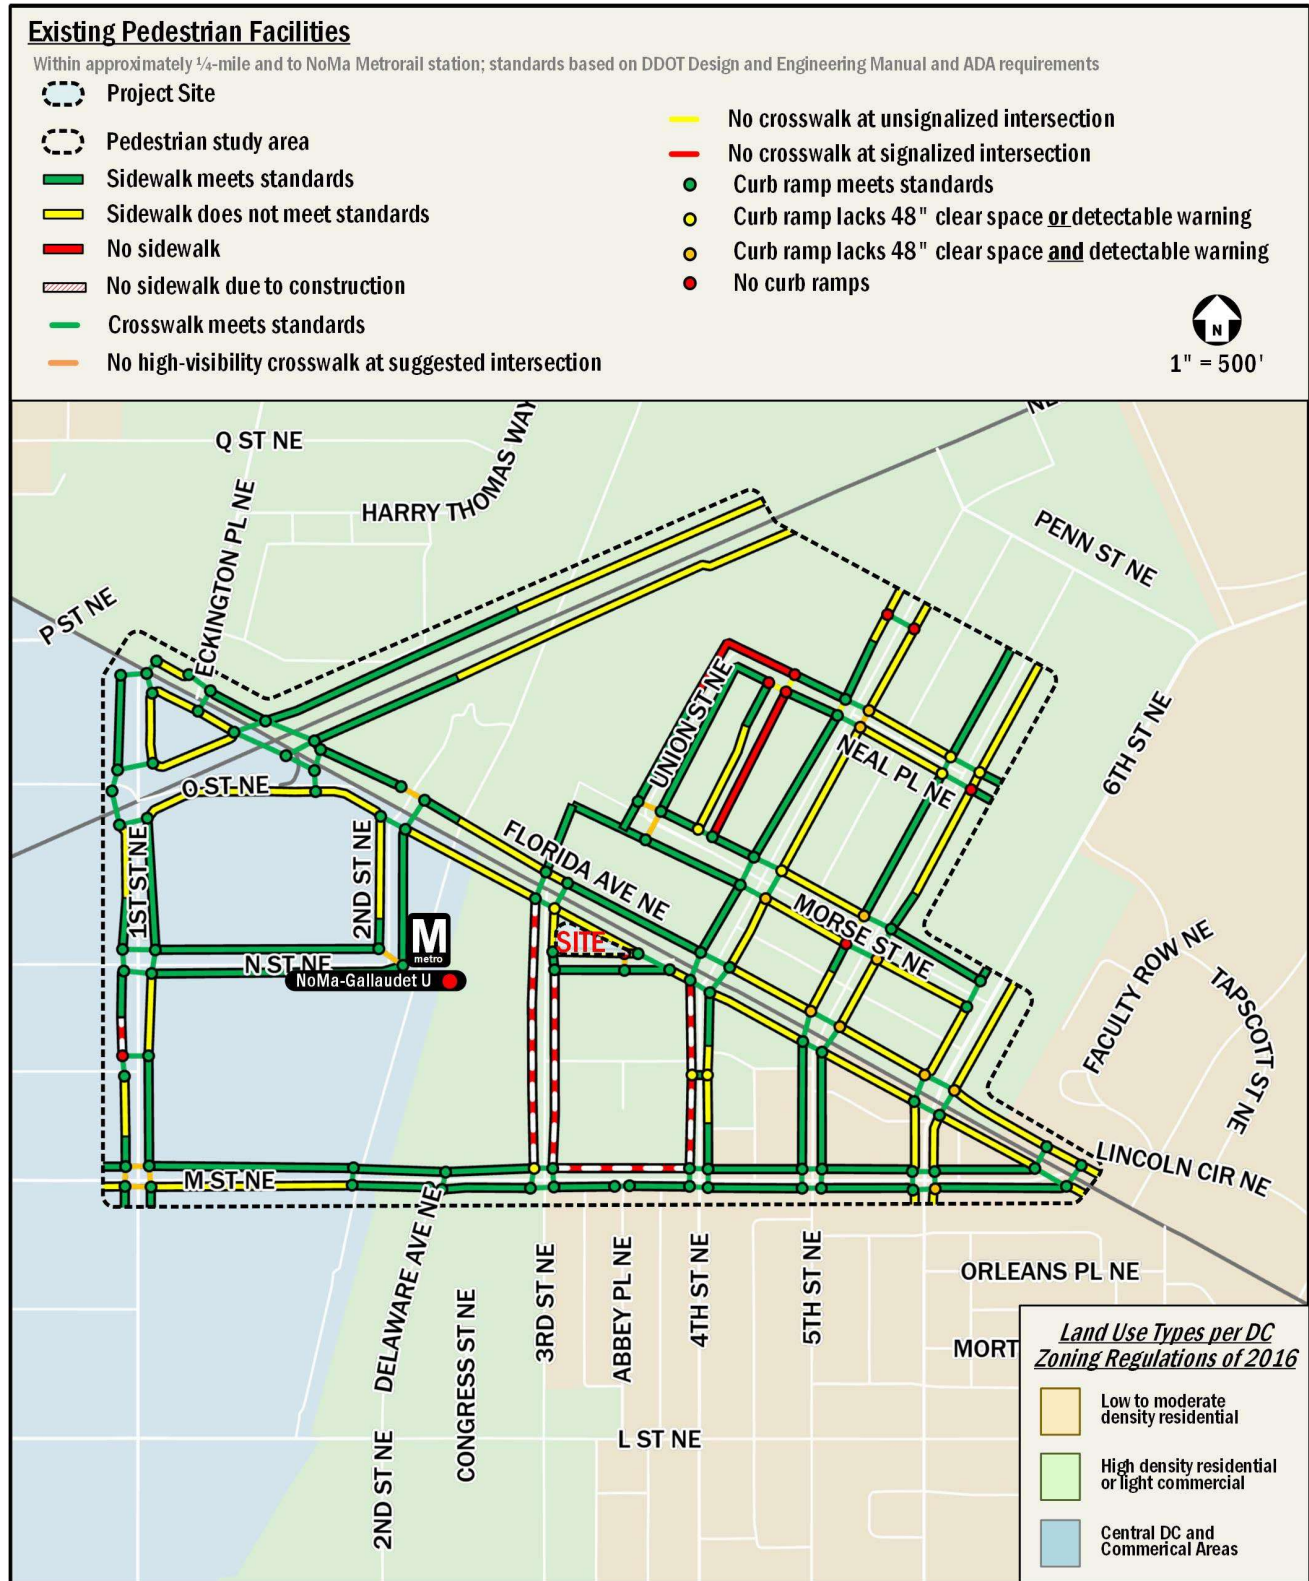 Existing Pedestrian Facilities
Within approximately ¼-mile and to NoMa Metrorail station; standards based on DDOT Design and Engineering Manual and ADA requirements
Project Site
Pedestrian study area
Sidewalk meets standards
Sidewalk does not meet standards
No sidewalk
No sidewalk due to construction
Crosswalk meets standards
No high-visibility crosswalk at suggested intersection
No crosswalk at unsignalized intersection
No crosswalk at signalized intersection
Curb ramp meets standards
Curb ramp lacks 48" clear space or detectable warning
Curb ramp lacks 48" clear space and detectable warning
No curb ramps
N
1" = 500'
NE
Q ST NE
HARRY THOMAS WAY
ECKINGTON PL NE
P ST NE
PENN ST NE
6TH ST NE
UNION ST NE
NEAL PL NE
O ST NE
FLORIDA AVE NE
1ST ST NE
2ND ST NE
MORSE ST NE
SITE
M
metro
N ST NE
NoMa-Gallaudet U
FACULTY ROW NE
TAPSCOTT ST NE
M ST NE
LINCOLN CIR NE
DELAWARE AVE NE
3RD ST NE
ABBEY PL NE
4TH ST NE
5TH ST NE
ORLEANS PL NE
CONGRESS ST NE
MORT
2ND ST NE
L ST NE
Land Use Types per DC
Zoning Regulations of 2016
Low to moderate
density residential
High density residential
or light commercial
Central DC and
Commerical Areas